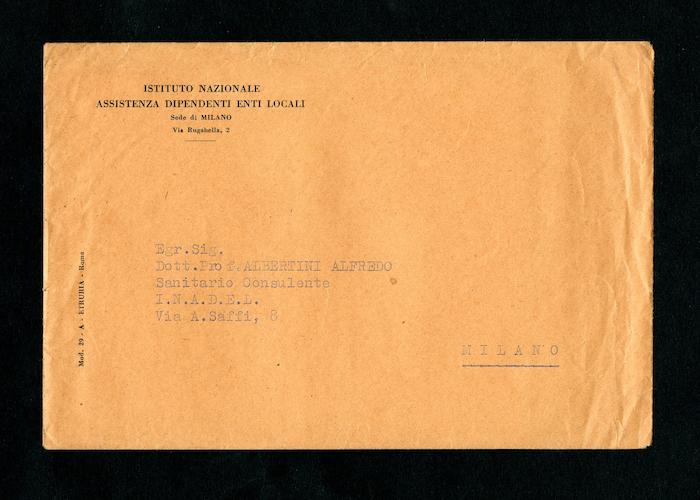 ISTITUTO NAZIONALE
ASSISTENZA DIPENDENTI ENTI LOCALI
Sede di MILANO
Via Rugabella, 2
Egr.Sig.
Dott.Prof.ALBERTINI ALFREDO
Sanitario Consulente
I.N.A.D.E.L.
Via A.Saffi, 8
MILANO
Mod. 29 - A - ETRURIA - Roma